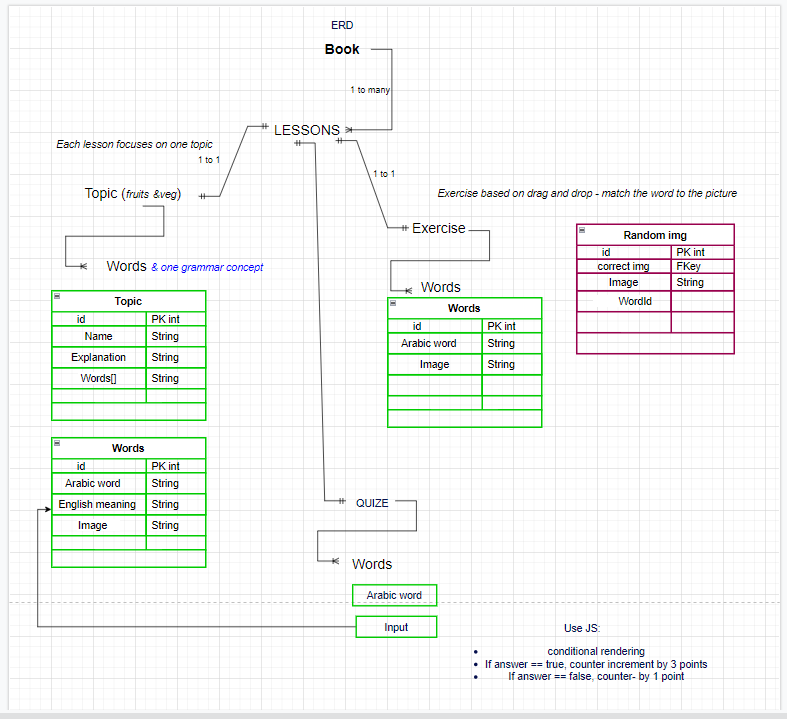 ERD
Book
1 to many
LESSONS
Each lesson focuses on one topic
1 to 1
1 to 1
Topic (fruits &veg)
Exercise based on drag and drop - match the word to the picture
Exercise
Words & one grammar concept
Words
Random img
id PK int
correct img FKey
Image String
WordId
Topic
id PK int
Name String
Explanation String
Words[] String
Words
id PK int
Arabic word String
Image String
Words
id PK int
Arabic word String
English meaning String
Image String
QUIZE
Words
Arabic word
Input
Use JS:
conditional rendering
If answer == true, counter increment by 3 points
If answer == false, counter- by 1 point